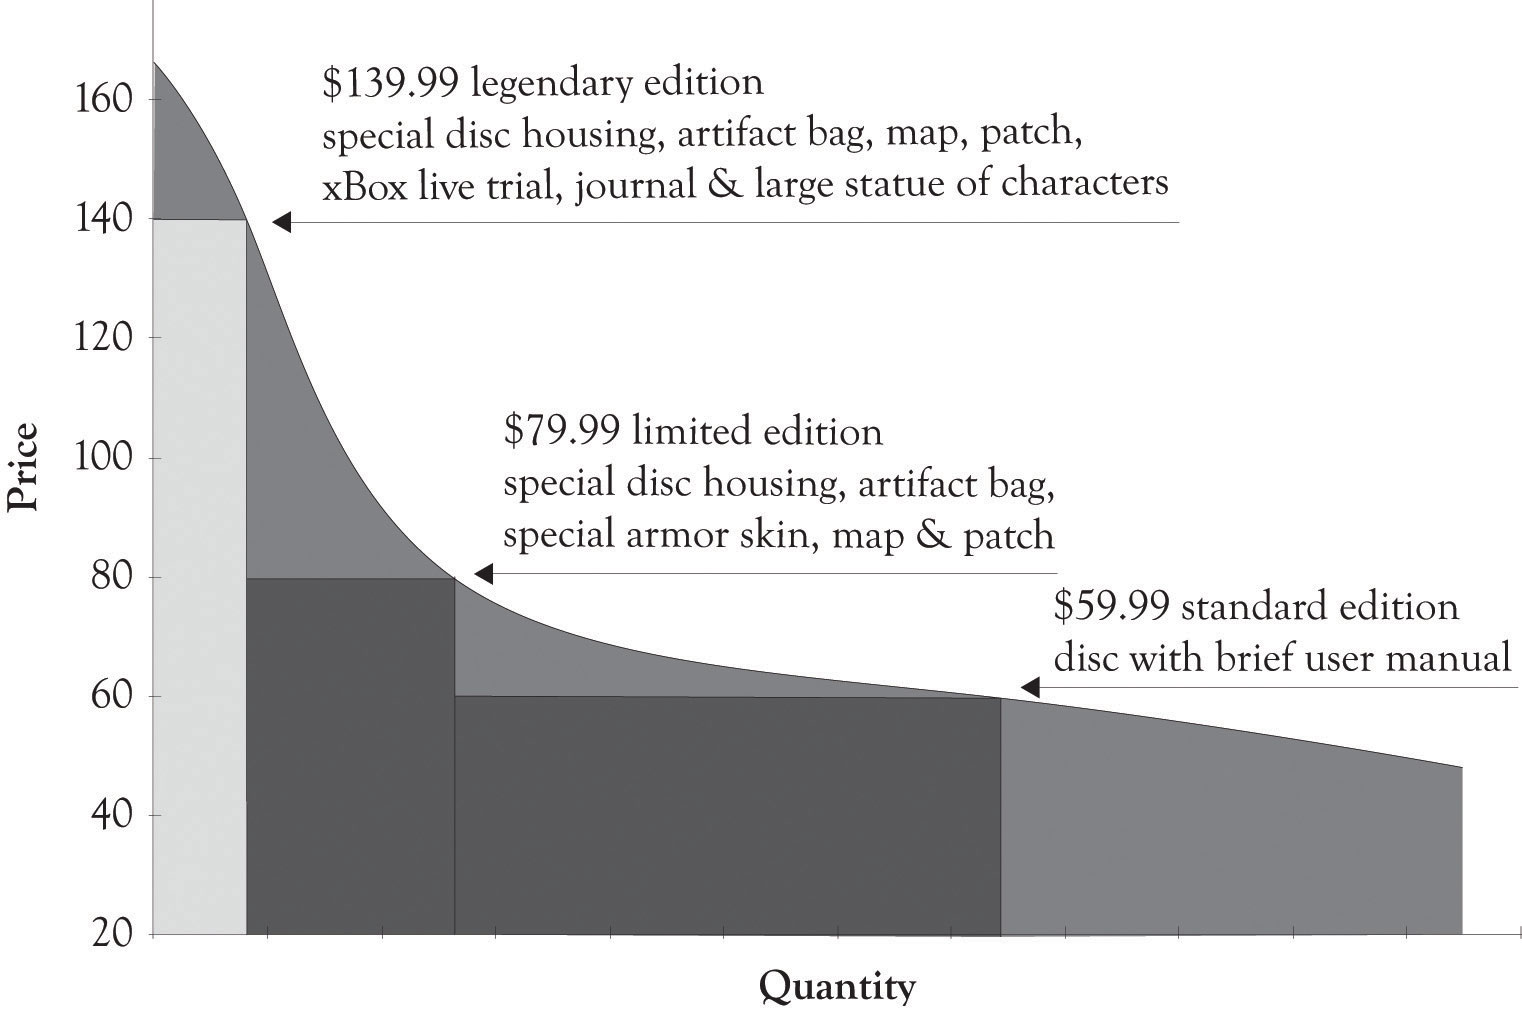 $139.99 legendary edition
special disc housing, artifact bag, map, patch,
xBox live trial, journal & large statue of characters
$79.99 limited edition
special disc housing, artifact bag,
special armor skin, map & patch
$59.99 standard edition
disc with brief user manual
Price
160
140
120
100
80
60
40
20
Quantity